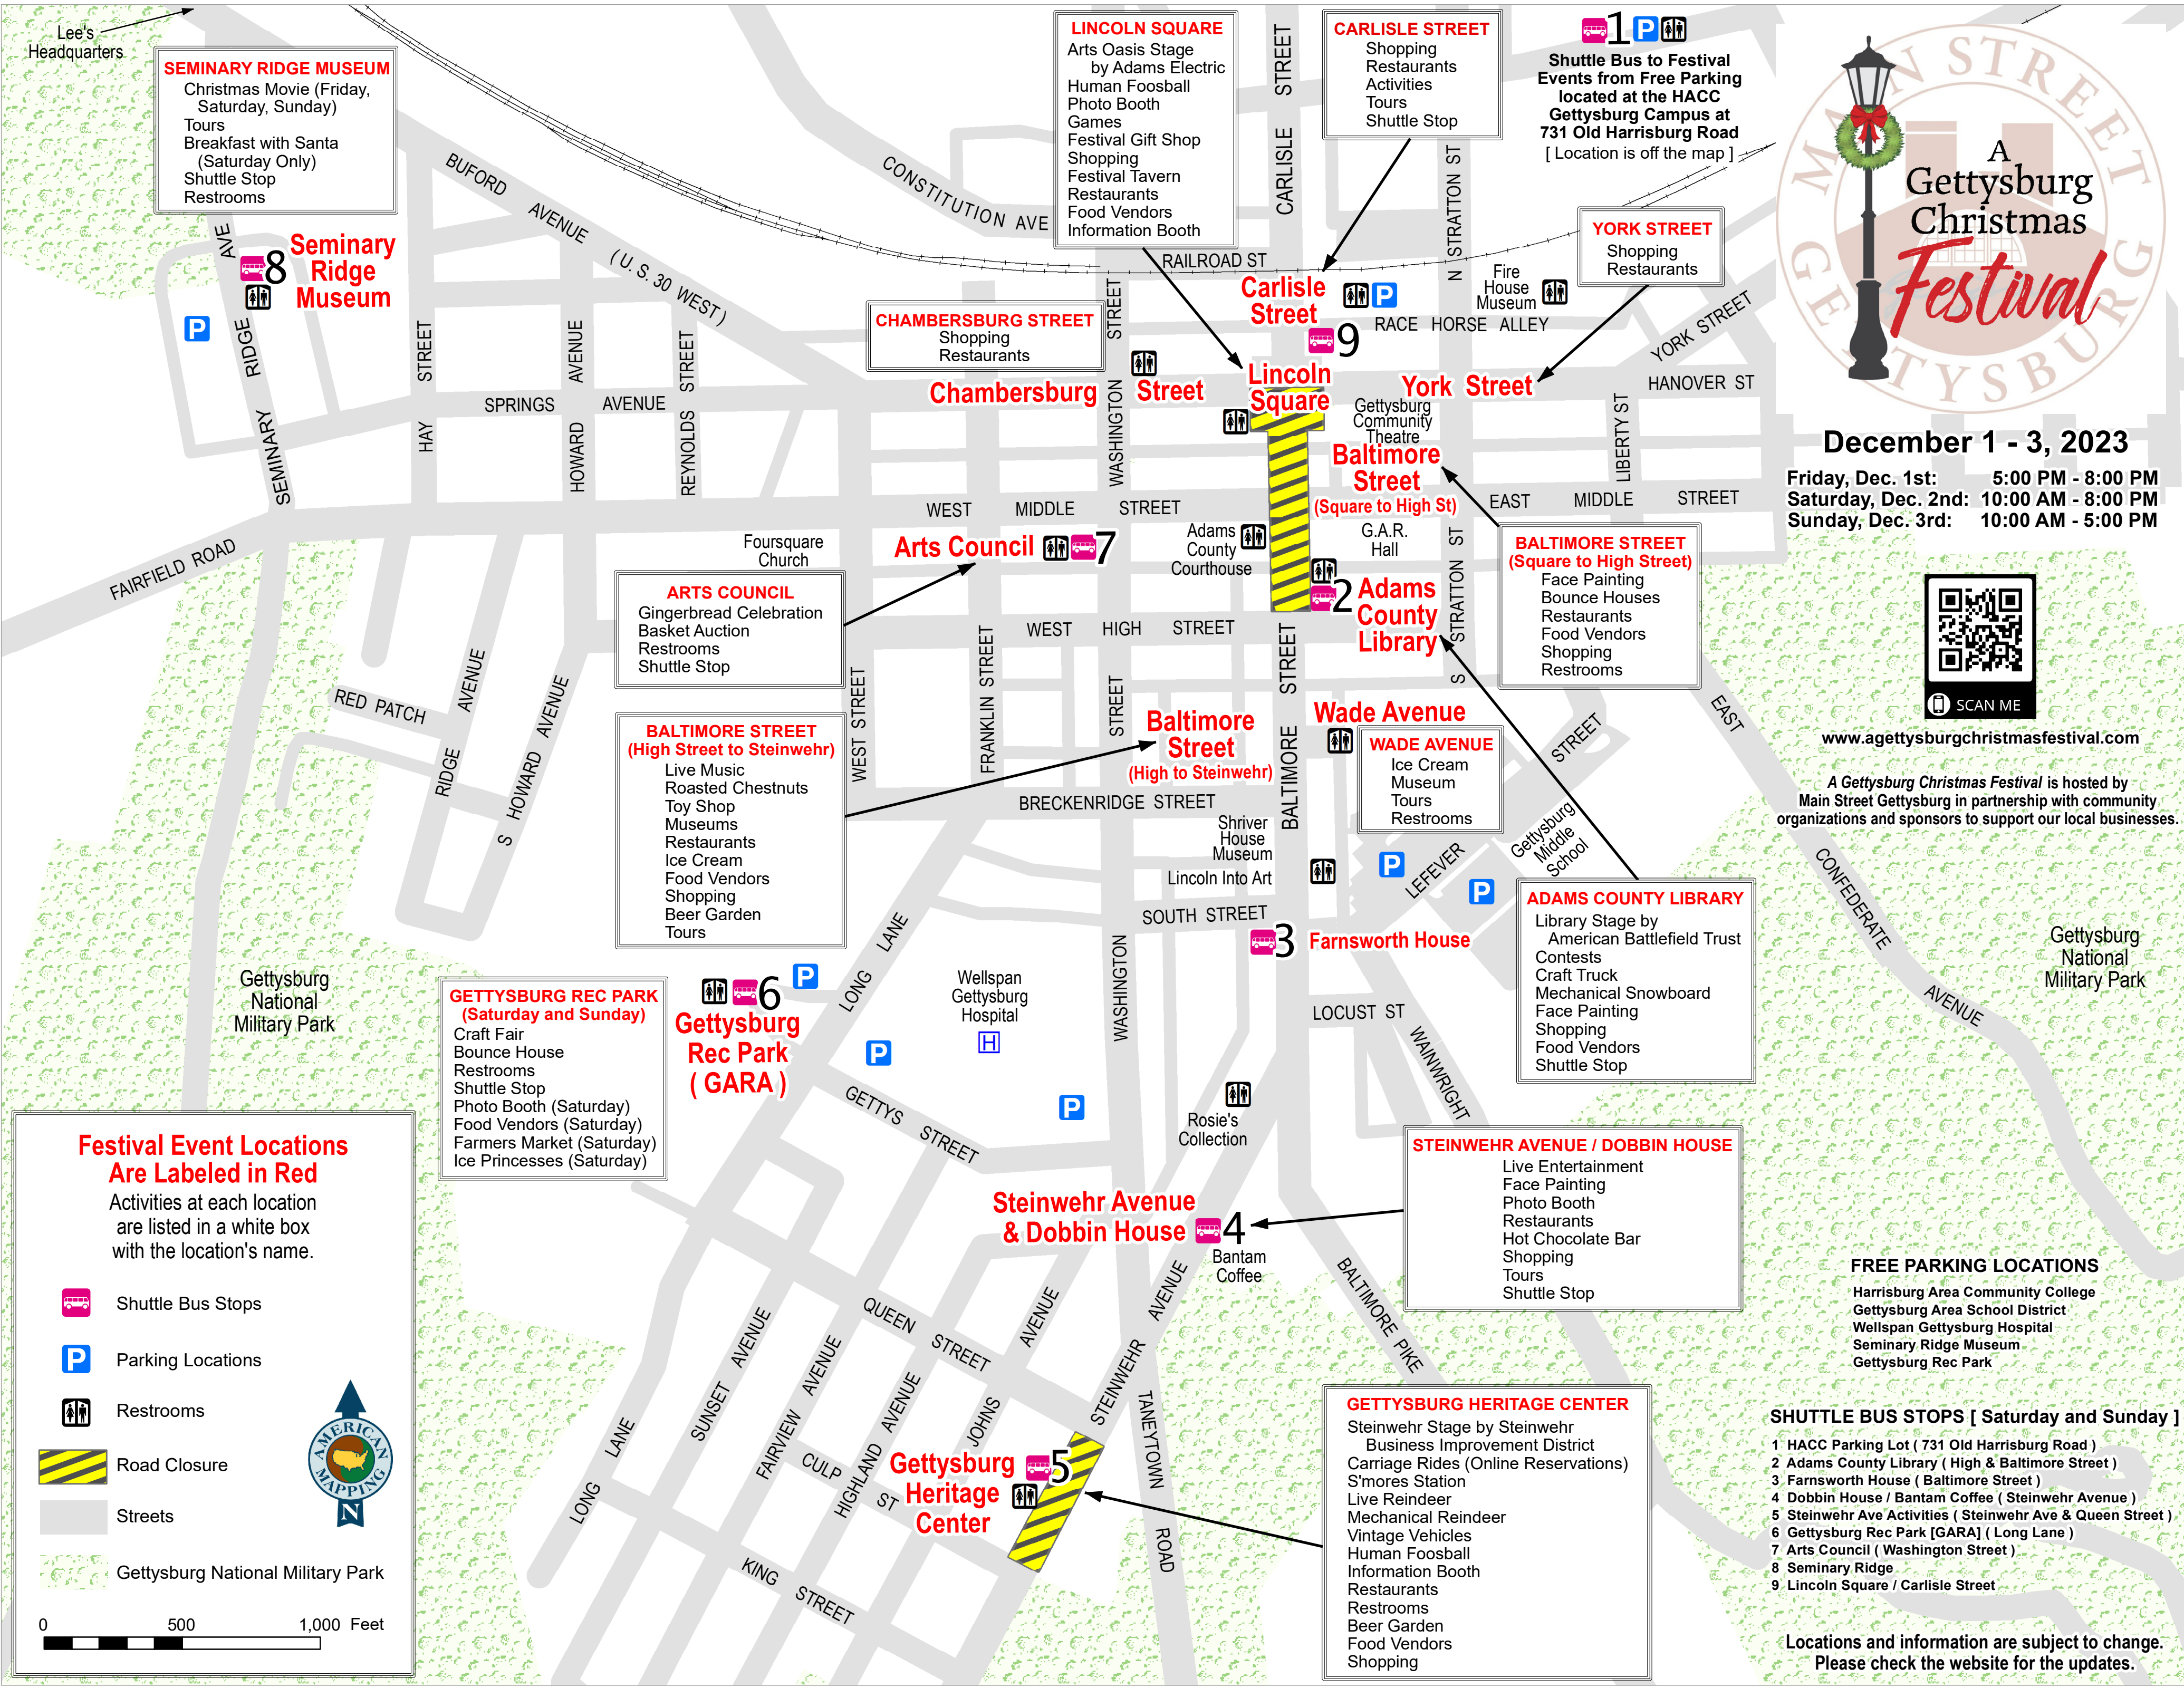 Lee's
Headquarters
SEMINARY RIDGE MUSEUM
Christmas Movie (Friday,
Saturday, Sunday)
Tours
Breakfast with Santa
(Saturday Only)
Shuttle Stop
Restrooms
LINCOLN SQUARE
Arts Oasis Stage
by Adams Electric
Human Foosball
Photo Booth
Games
Festival Gift Shop
Shopping
Festival Tavern
Restaurants
Food Vendors
Information Booth
CARLISLE STREET
Shopping
Restaurants
Activities
Tours
Shuttle Stop
1 P
Shuttle Bus to Festival
Events from Free Parking
located at the HACC
Gettysburg Campus at
731 Old Harrisburg Road
[ Location is off the map ]
MAIN STREET
GETTYSBURG
A
Gettysburg
Christmas
Festival
December 1 - 3, 2023
Friday, Dec. 1st: 5:00 PM - 8:00 PM
Saturday, Dec. 2nd: 10:00 AM - 8:00 PM
Sunday, Dec. 3rd: 10:00 AM - 5:00 PM
SCAN ME
www.agettysburgchristmasfestival.com
A Gettysburg Christmas Festival is hosted by
Main Street Gettysburg in partnership with community
organizations and sponsors to support our local businesses.
YORK STREET
Shopping
Restaurants
CHAMBERSBURG STREET
Shopping
Restaurants
8 Seminary
Ridge
Museum
P
SEMINARY RIDGE AVE
BUFORD AVENUE ( U. S. 30 WEST )
CONSTITUTION AVE
CARLISLE STREET
N STRATTON ST
RAILROAD ST
Carlisle
Street
P
9
Fire
House
Museum
RACE HORSE ALLEY
YORK STREET
HANOVER ST
LIBERTY ST
Chambersburg Street
Lincoln
Square
York Street
Gettysburg
Community
Theatre
HAY STREET
HOWARD AVENUE
REYNOLDS STREET
SPRINGS AVENUE
WASHINGTON STREET
Baltimore
Street
(Square to High St)
WEST MIDDLE STREET
EAST MIDDLE STREET
FAIRFIELD ROAD
Foursquare
Church
Arts Council
7
Adams
County
Courthouse
G.A.R.
Hall
2 Adams
County
Library
S STRATTON ST
BALTIMORE STREET
(Square to High Street)
Face Painting
Bounce Houses
Restaurants
Food Vendors
Shopping
Restrooms
ARTS COUNCIL
Gingerbread Celebration
Basket Auction
Restrooms
Shuttle Stop
WEST HIGH STREET
RED PATCH AVENUE
RIDGE
S HOWARD AVENUE
WEST STREET
FRANKLIN STREET
STREET
BALTIMORE STREET
BALTIMORE STREET
(High Street to Steinwehr)
Live Music
Roasted Chestnuts
Toy Shop
Museums
Restaurants
Ice Cream
Food Vendors
Shopping
Beer Garden
Tours
Baltimore
Street
(High to Steinwehr)
Wade Avenue
WADE AVENUE
Ice Cream
Museum
Tours
Restrooms
BRECKENRIDGE STREET
Shriver
House
Museum
Lincoln Into Art
P
LEFEVER STREET
Gettysburg
Middle
School
P
EAST CONFEDERATE AVENUE
SOUTH STREET
3 Farnsworth House
ADAMS COUNTY LIBRARY
Library Stage by
American Battlefield Trust
Contests
Craft Truck
Mechanical Snowboard
Face Painting
Shopping
Food Vendors
Shuttle Stop
Gettysburg
National
Military Park
Gettysburg
National
Military Park
GETTYSBURG REC PARK
(Saturday and Sunday)
Craft Fair
Bounce House
Restrooms
Shuttle Stop
Photo Booth (Saturday)
Food Vendors (Saturday)
Farmers Market (Saturday)
Ice Princesses (Saturday)
6
P
Gettysburg
Rec Park
( GARA )
LONG LANE
Wellspan
Gettysburg
Hospital
H
P
P
WASHINGTON
LOCUST ST
WAINWRIGHT
GETTYS STREET
Rosie's
Collection
Steinwehr Avenue
& Dobbin House
4
Bantam
Coffee
STEINWEHR AVENUE / DOBBIN HOUSE
Live Entertainment
Face Painting
Photo Booth
Restaurants
Hot Chocolate Bar
Shopping
Tours
Shuttle Stop
BALTIMORE PIKE
QUEEN STREET
LONG LANE
SUNSET AVENUE
FAIRVIEW AVENUE
HIGHLAND AVENUE
JOHNS AVENUE
STEINWEHR AVENUE
TANEYTOWN ROAD
CULP ST
KING STREET
Gettysburg
Heritage
Center
5
GETTYSBURG HERITAGE CENTER
Steinwehr Stage by Steinwehr
Business Improvement District
Carriage Rides (Online Reservations)
S'mores Station
Live Reindeer
Mechanical Reindeer
Vintage Vehicles
Human Foosball
Information Booth
Restaurants
Restrooms
Beer Garden
Food Vendors
Shopping
Festival Event Locations
Are Labeled in Red
Activities at each location
are listed in a white box
with the location's name.
Shuttle Bus Stops
P Parking Locations
Restrooms
Road Closure
Streets
Gettysburg National Military Park
AMERICAN
MAPPING
N
0 500 1,000 Feet
FREE PARKING LOCATIONS
Harrisburg Area Community College
Gettysburg Area School District
Wellspan Gettysburg Hospital
Seminary Ridge Museum
Gettysburg Rec Park
SHUTTLE BUS STOPS [ Saturday and Sunday ]
1 HACC Parking Lot ( 731 Old Harrisburg Road )
2 Adams County Library ( High & Baltimore Street )
3 Farnsworth House ( Baltimore Street )
4 Dobbin House / Bantam Coffee ( Steinwehr Avenue )
5 Steinwehr Ave Activities ( Steinwehr Ave & Queen Street )
6 Gettysburg Rec Park [GARA] ( Long Lane )
7 Arts Council ( Washington Street )
8 Seminary Ridge
9 Lincoln Square / Carlisle Street
Locations and information are subject to change.
Please check the website for the updates.